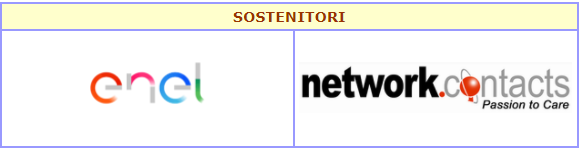 SOSTENITORI
enel
network.contacts
Passion to Care